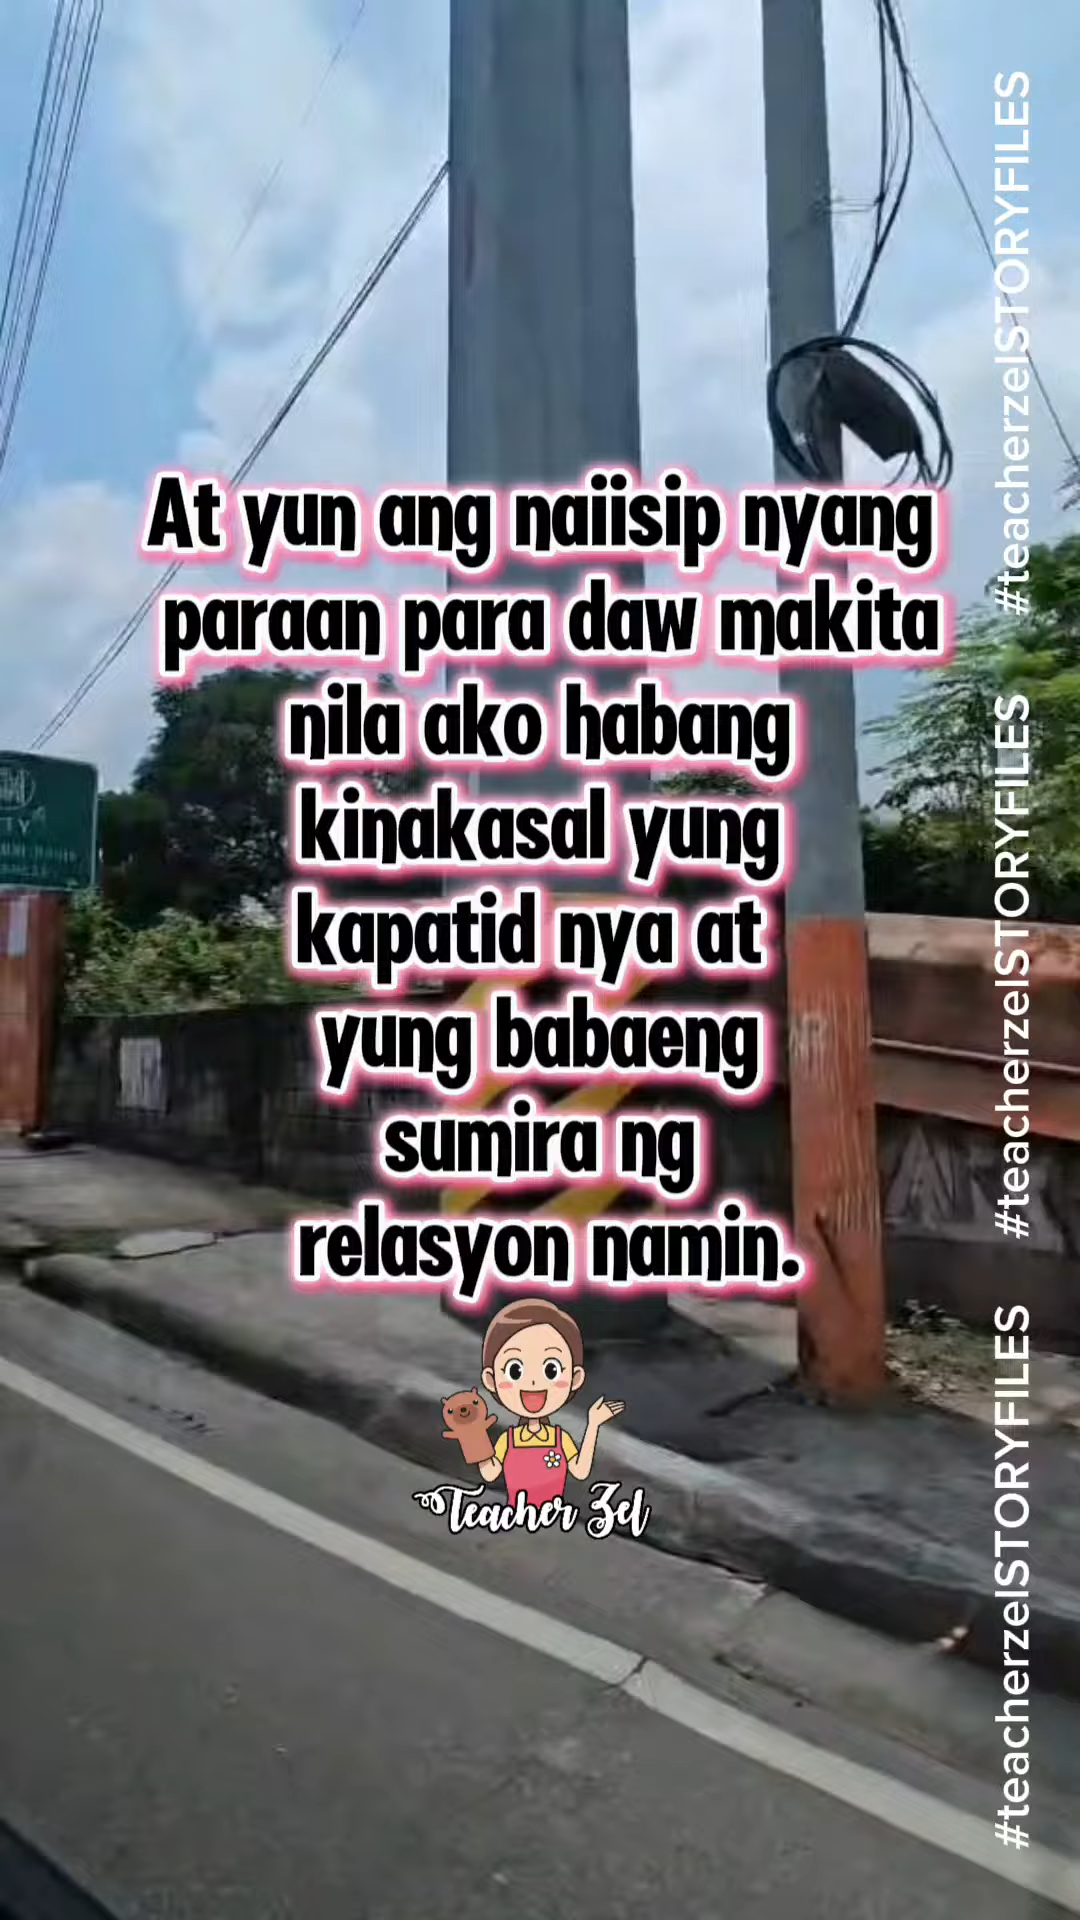 At yun ang naiisip nyang
paraan para daw makita
nila ako habang
kinakasal yung
kapatid nya at
yung babaeng
sumira ng
relasyon namin.
Teacher Zel
#teacherzelSTORYFILES
#teacherzelSTORYFILES
#teacherzelSTORYFILES